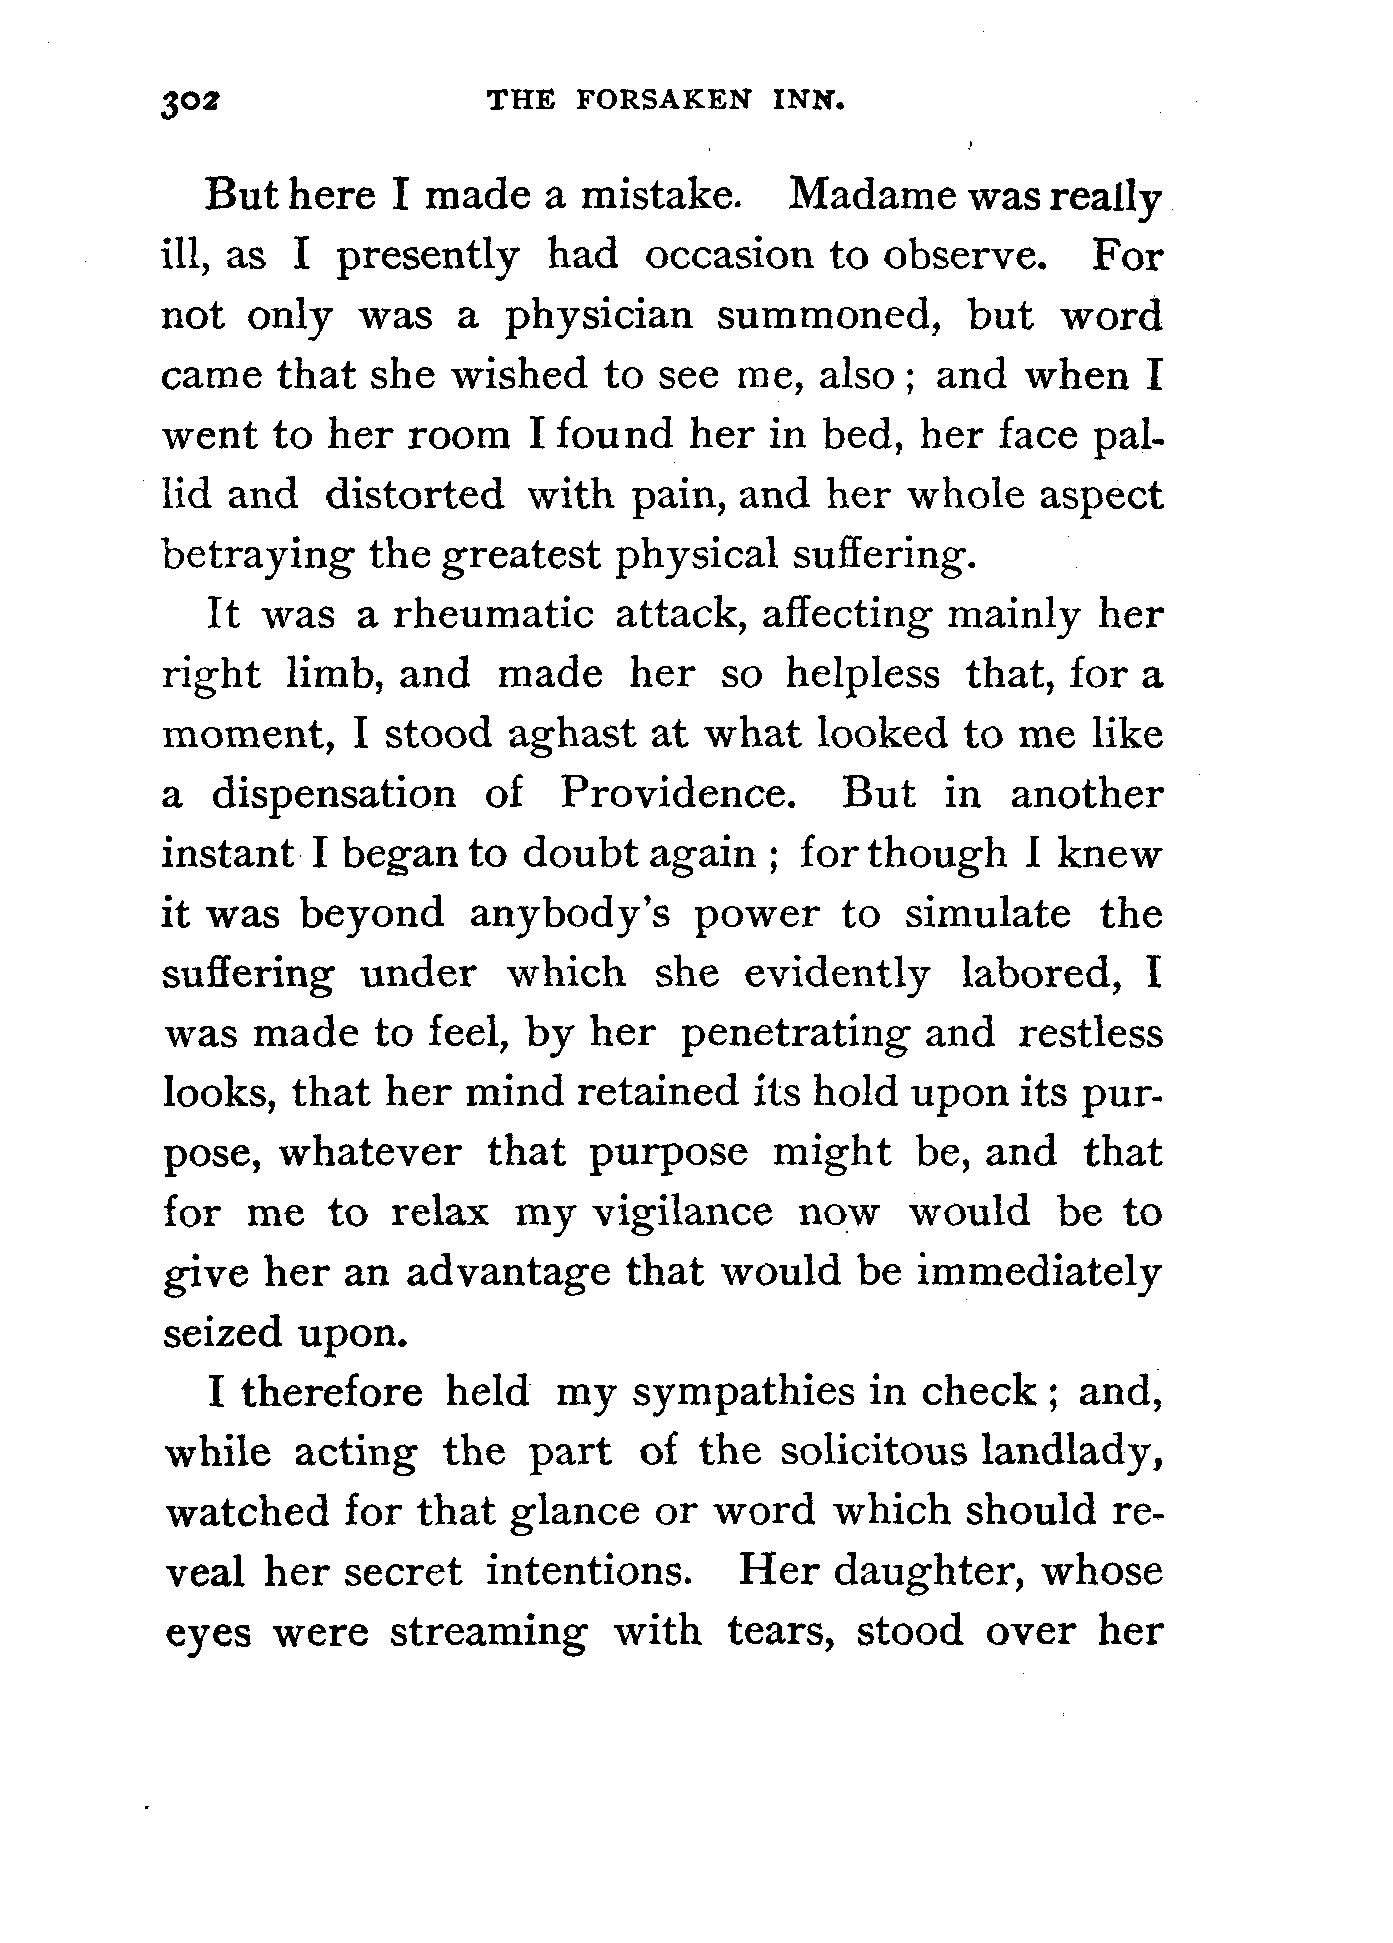 302 THE FORSAKEN INN.
But here I made a mistake. Madame was really
ill, as I presently had occasion to observe. For
not only was a physician summoned, but word
came that she wished to see me, also ; and when I
went to her room I found her in bed, her face pal-
lid and distorted with pain, and her whole aspect
betraying the greatest physical suffering.
It was a rheumatic attack, affecting mainly her
right limb, and made her so helpless that, for a
moment, I stood aghast at what looked to me like
a dispensation of Providence. But in another
instant I began to doubt again ; for though I knew
it was beyond anybody's power to simulate the
suffering under which she evidently labored, I
was made to feel, by her penetrating and restless
looks, that her mind retained its hold upon its pur-
pose, whatever that purpose might be, and that
for me to relax my vigilance now would be to
give her an advantage that would be immediately
seized upon.
I therefore held my sympathies in check ; and,
while acting the part of the solicitous landlady,
watched for that glance or word which should re-
veal her secret intentions. Her daughter, whose
eyes were streaming with tears, stood over her